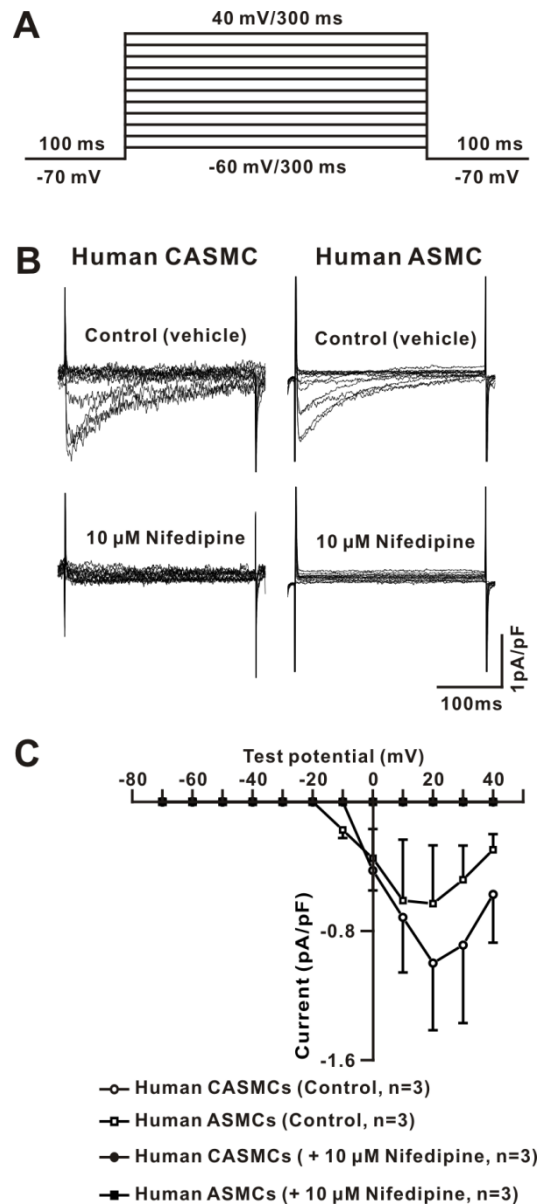 A
40 mV/300 ms
100 ms
100 ms
-70 mV
-60 mV/300 ms
-70 mV
B
Human CASMC
Human ASMC
Control (vehicle)
Control (vehicle)
10 µM Nifedipine
10 µM Nifedipine
1pA/pF
100ms
C
Test potential (mV)
-80
-60
-40
-20
0
20
40
Current (pA/pF)
-0.8
-1.6
Human CASMCs (Control, n=3)
Human ASMCs (Control, n=3)
Human CASMCs ( + 10 µM Nifedipine, n=3)
Human ASMCs (+ 10 µM Nifedipine, n=3)